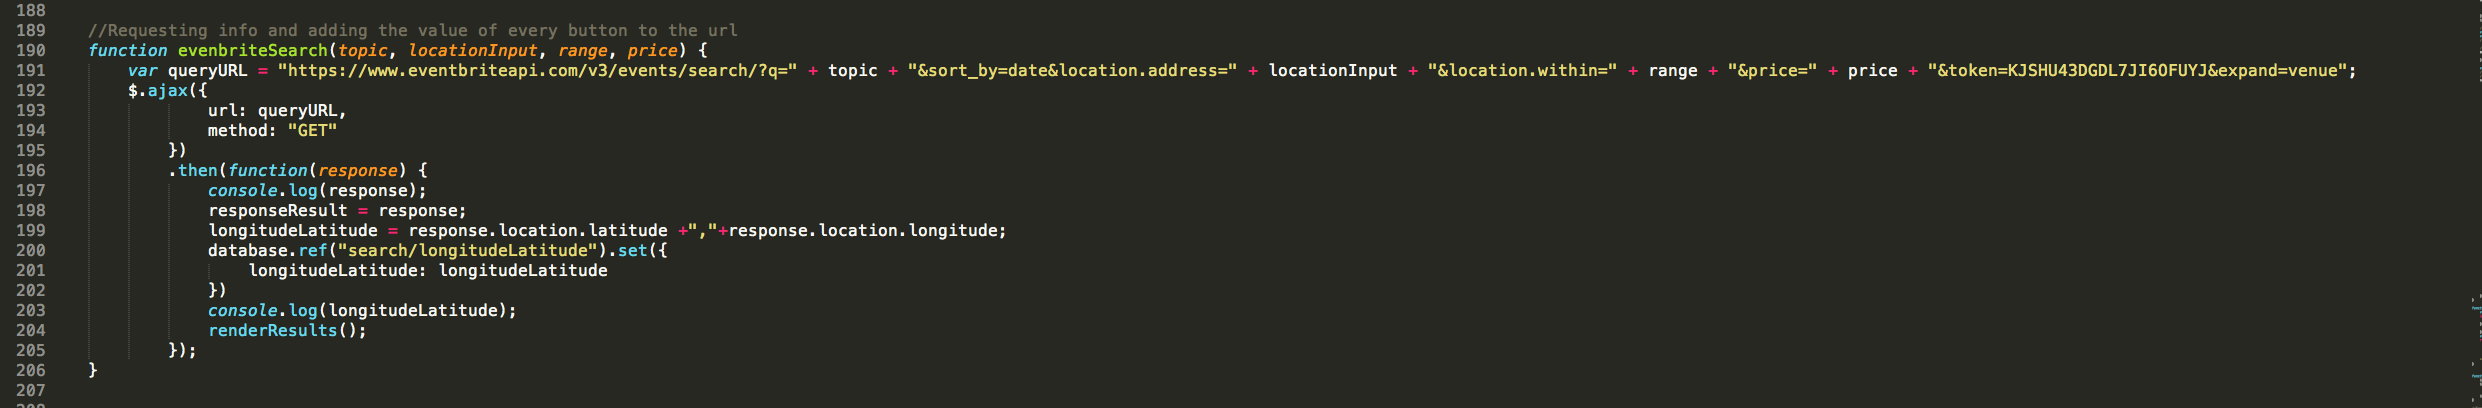 188
189 //Requesting info and adding the value of every button to the url
190 function evenbriteSearch(topic, locationInput, range, price) {
191 var queryURL = "https://www.eventbriteapi.com/v3/events/search/?q=" + topic + "&sort_by=date&location.address=" + locationInput + "&location.within=" + range + "&price=" + price + "&token=KJSHU43DGDL7JI6OFUYJ&expand=venue";
192 $.ajax({
193 url: queryURL,
194 method: "GET"
195 })
196 .then(function(response) {
197 console.log(response);
198 responseResult = response;
199 longitudeLatitude = response.location.latitude +","+response.location.longitude;
200 database.ref("search/longitudeLatitude").set({
201 longitudeLatitude: longitudeLatitude
202 })
203 console.log(longitudeLatitude);
204 renderResults();
205 });
206 }
207